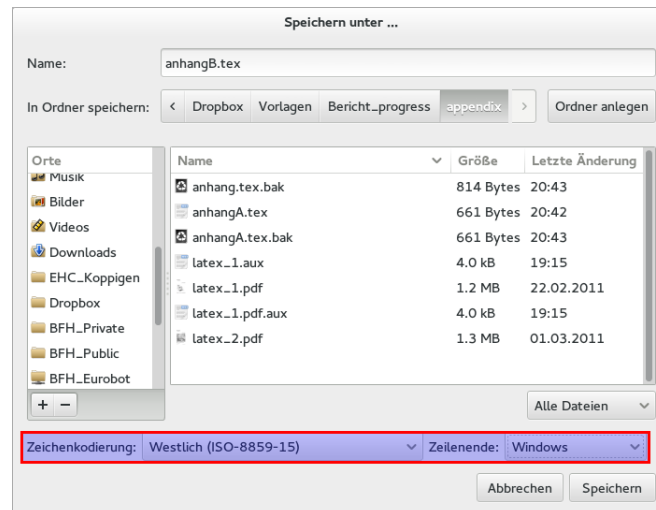 Speichern unter ...
Name: anhangB.tex
In Ordner speichern: < Dropbox Vorlagen Bericht_progress appendix > Ordner anlegen
Orte
Musik
Bilder
Videos
Downloads
EHC_Koppigen
Dropbox
BFH_Private
BFH_Public
BFH_Eurobot
+ −
Name Größe Letzte Änderung
anhang.tex.bak 814 Bytes 20:43
anhangA.tex 661 Bytes 20:42
anhangA.tex.bak 661 Bytes 20:43
latex_1.aux 4.0 kB 19:15
latex_1.pdf 1.2 MB 22.02.2011
latex_1.pdf.aux 4.0 kB 19:15
latex_2.pdf 1.3 MB 01.03.2011
Alle Dateien
Zeichenkodierung: Westlich (ISO-8859-15) Zeilenende: Windows
Abbrechen Speichern